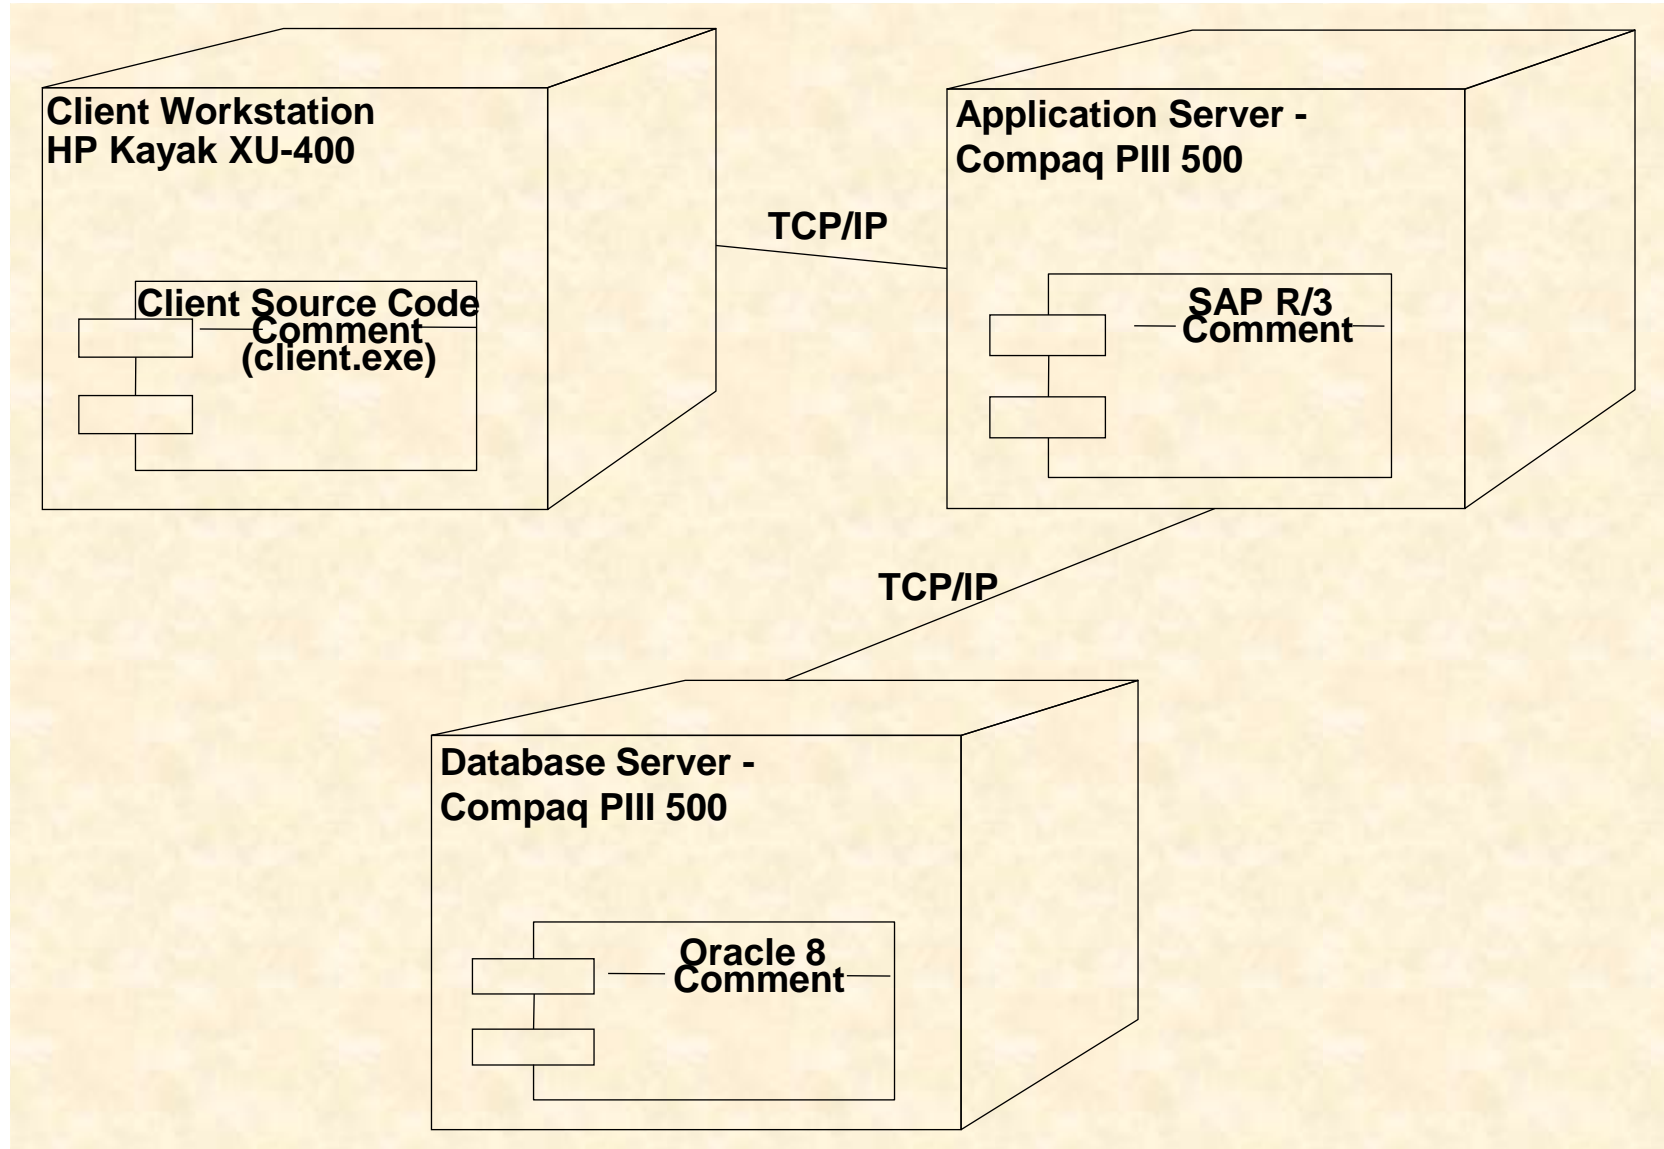 Client Workstation
HP Kayak XU-400
Application Server -
Compaq PIII 500
TCP/IP
Client Source Code
Comment
(client.exe)
SAP R/3
Comment
TCP/IP
Database Server -
Compaq PIII 500
Oracle 8
Comment